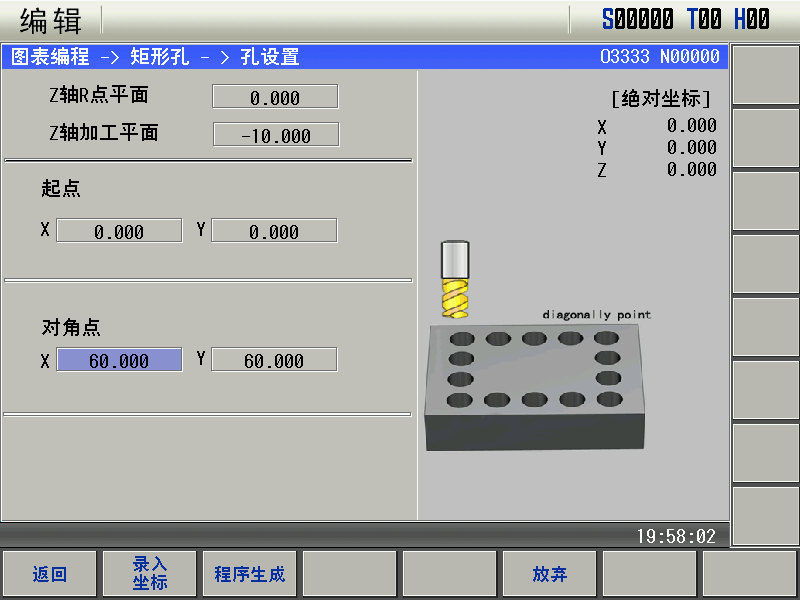 编辑 S00000 T00 H00
图表编程 -> 矩形孔 - > 孔设置 O3333 N00000
Z轴R点平面 0.000
Z轴加工平面 -10.000
[绝对坐标]
X 0.000
Y 0.000
Z 0.000
起点
X 0.000 Y 0.000
diagonally point
对角点
X 60.000 Y 60.000
19:58:02
返回 录入坐标 程序生成 放弃